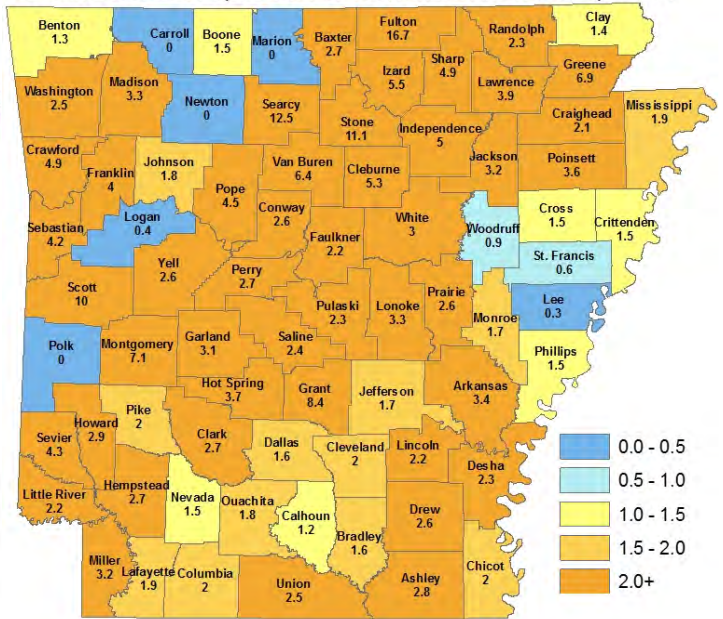 Benton
1.3
Carroll
0
Boone
1.5
Marion
0
Baxter
2.7
Fulton
16.7
Randolph
2.3
Clay
1.4
Washington
2.5
Madison
3.3
Newton
0
Searcy
12.5
Izard
5.5
Sharp
4.9
Lawrence
3.9
Greene
6.9
Stone
11.1
Independence
5
Craighead
2.1
Mississippi
1.9
Crawford
4.9
Franklin
4
Johnson
1.8
Pope
4.5
Van Buren
6.4
Cleburne
5.3
Jackson
3.2
Poinsett
3.6
Sebastian
4.2
Logan
0.4
Conway
2.6
Faulkner
2.2
White
3
Woodruff
0.9
Cross
1.5
Crittenden
1.5
St. Francis
0.6
Scott
10
Yell
2.6
Perry
2.7
Pulaski
2.3
Lonoke
3.3
Prairie
2.6
Monroe
1.7
Lee
0.3
Polk
0
Montgomery
7.1
Garland
3.1
Saline
2.4
Phillips
1.5
Hot Spring
3.7
Grant
8.4
Jefferson
1.7
Arkansas
3.4
Sevier
4.3
Howard
2.9
Pike
2
Clark
2.7
Dallas
1.6
Cleveland
2
Lincoln
2.2
Desha
2.3
Little River
2.2
Hempstead
2.7
Nevada
1.5
Ouachita
1.8
Calhoun
1.2
Bradley
1.6
Drew
2.6
Miller
3.2
Lafayette
1.9
Columbia
2
Union
2.5
Ashley
2.8
Chicot
2
0.0 - 0.5
0.5 - 1.0
1.0 - 1.5
1.5 - 2.0
2.0+